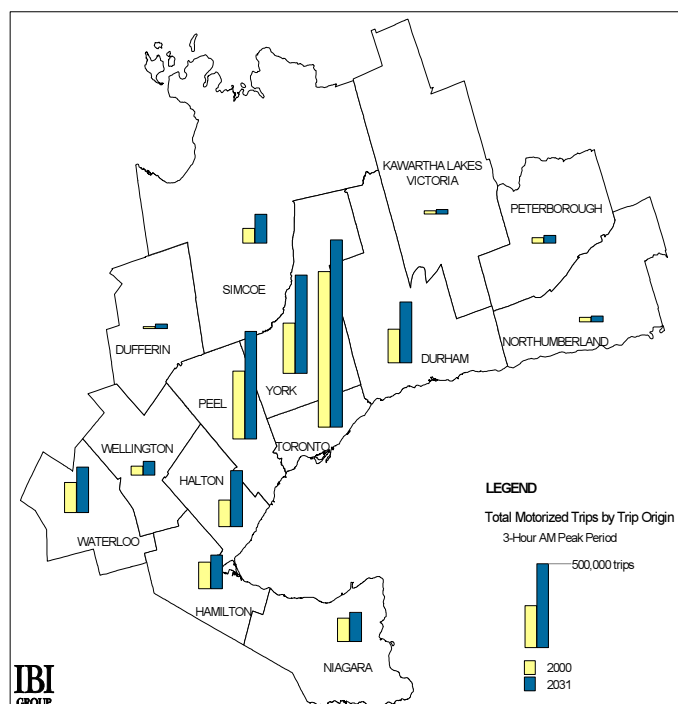 KAWARTHA LAKES
VICTORIA
PETERBOROUGH
SIMCOE
NORTHUMBERLAND
DUFFERIN
DURHAM
YORK
PEEL
TORONTO
WELLINGTON
HALTON
WATERLOO
HAMILTON
NIAGARA
LEGEND
Total Motorized Trips by Trip Origin
3-Hour AM Peak Period
500,000 trips
2000
2031
IBI
GROUP